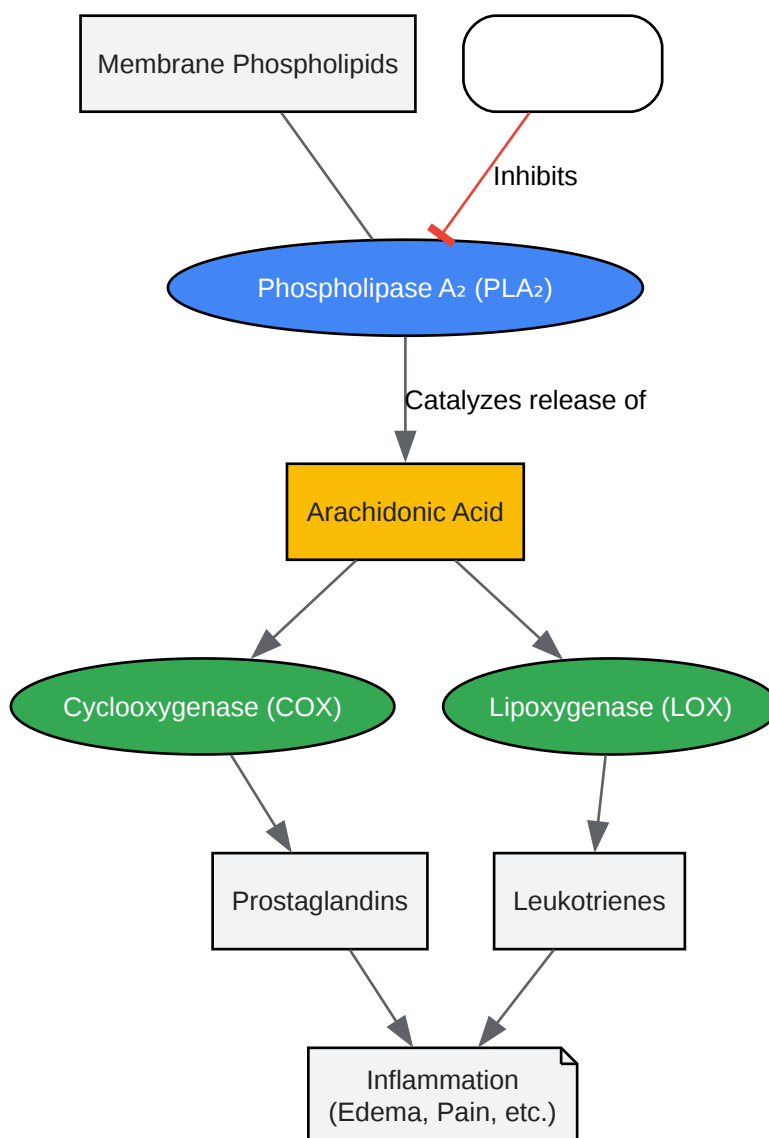 Membrane Phospholipids
Inhibits
Phospholipase A₂ (PLA₂)
Catalyzes release of
Arachidonic Acid
Cyclooxygenase (COX)
Lipoxygenase (LOX)
Prostaglandins
Leukotrienes
Inflammation
(Edema, Pain, etc.)